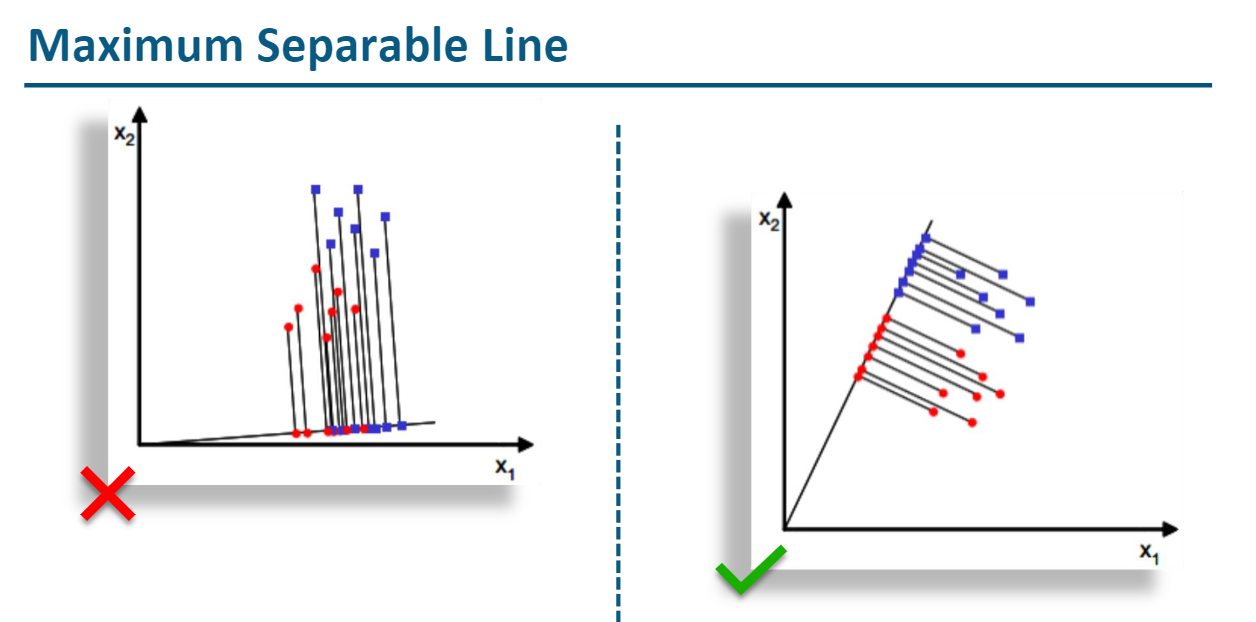 Maximum Separable Line
x₂
x₁
x₂
x₁